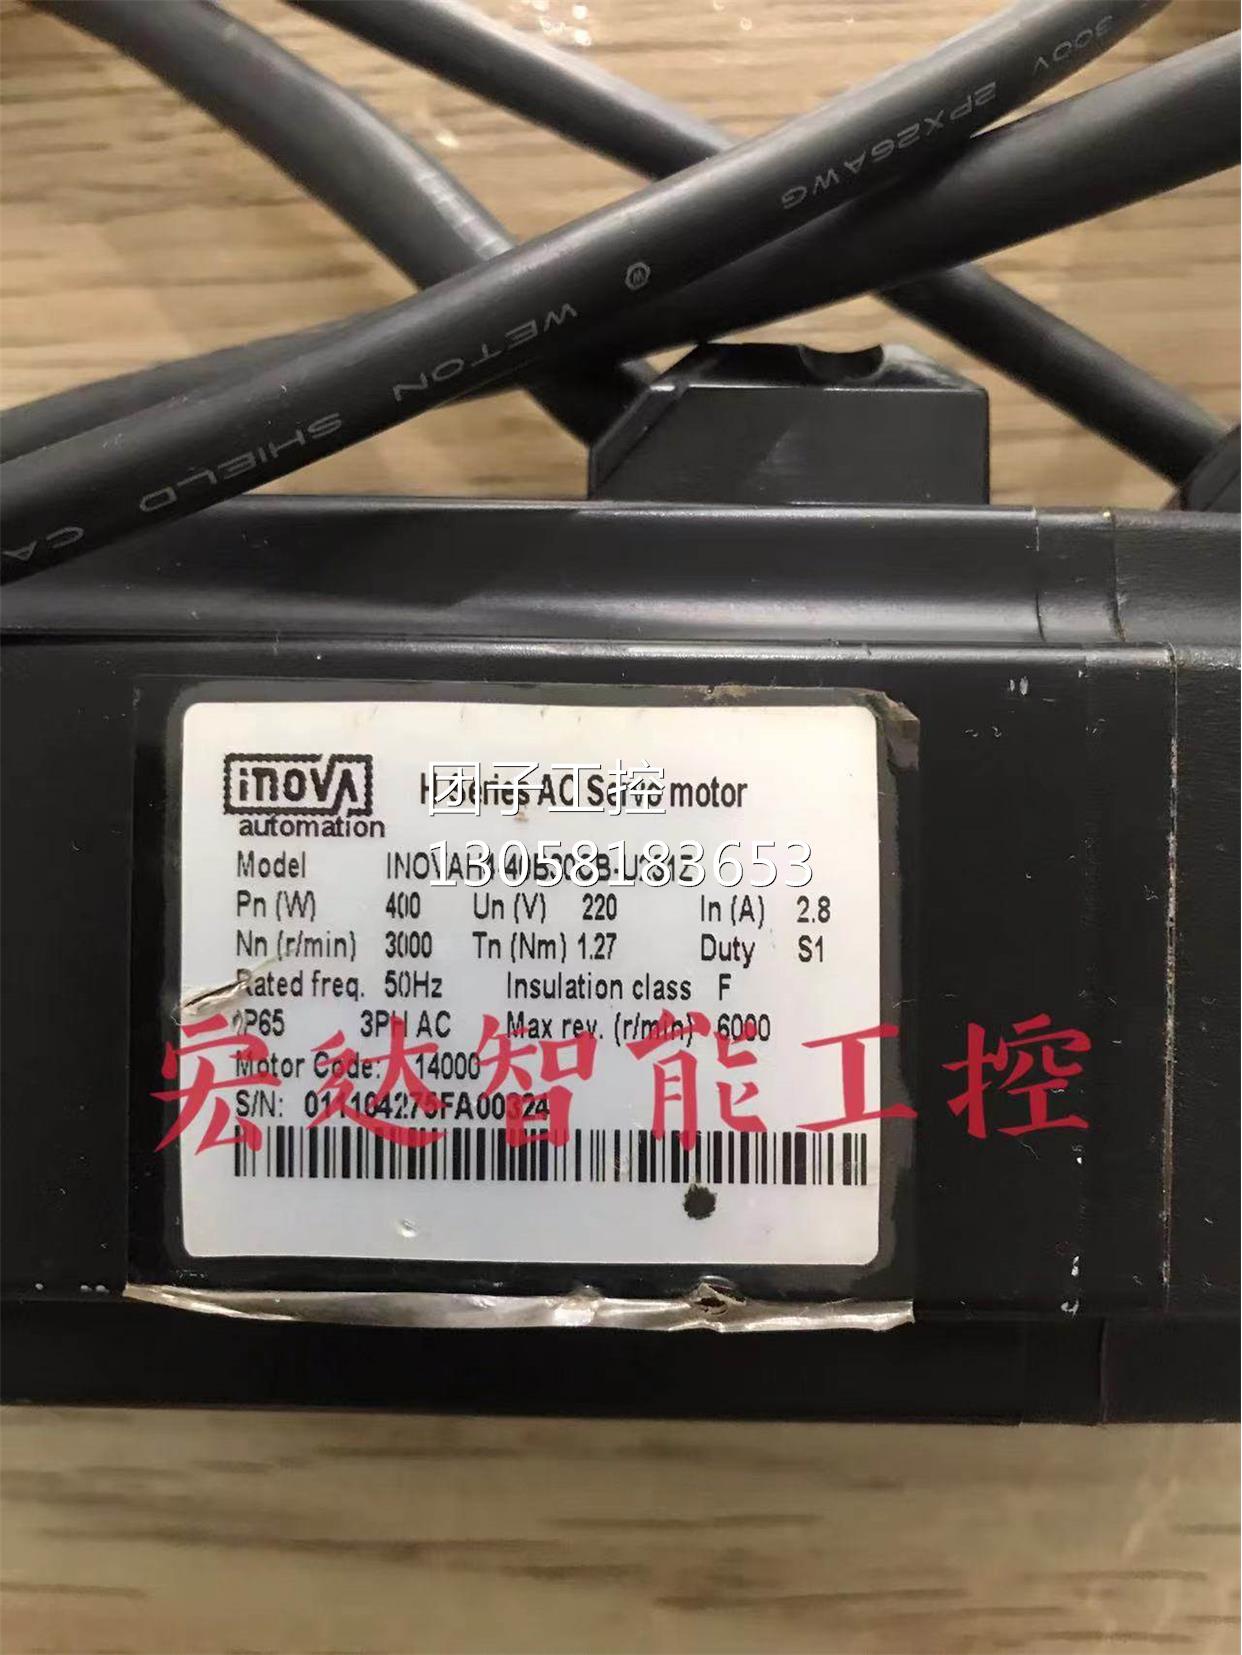 300V 2PX26AWG
WETON SHIELD CA
inovA
automation
H Series AC Servo motor
团子工控
Model
13058183653
Pn (W) 400 Un (V) 220 In (A) 2.8
Nn (r/min) 3000 Tn (Nm) 1.27 Duty S1
Rated freq. 50Hz Insulation class F
IP65 3PH AC Max rev. (r/min) 6000
宏达智能工控
Motor Code: 14000
S/N: